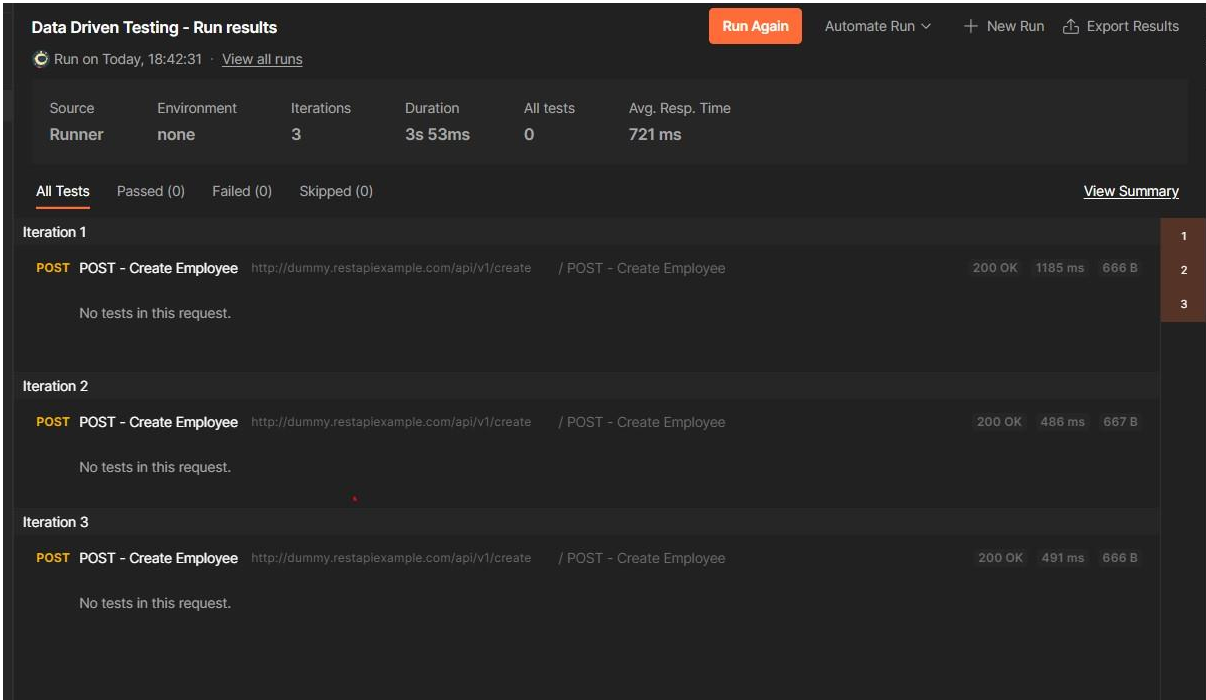 Data Driven Testing - Run results
Run Again
Automate Run
New Run
Export Results
Run on Today, 18:42:31 · View all runs
Source Environment Iterations Duration All tests Avg. Resp. Time
Runner none 3 3s 53ms 0 721 ms
All Tests Passed (0) Failed (0) Skipped (0) View Summary
Iteration 1
1
POST POST - Create Employee http://dummy.restapiexample.com/api/v1/create / POST - Create Employee 200 OK 1185 ms 666 B
2
3
No tests in this request.
Iteration 2
POST POST - Create Employee http://dummy.restapiexample.com/api/v1/create / POST - Create Employee 200 OK 486 ms 667 B
No tests in this request.
Iteration 3
POST POST - Create Employee http://dummy.restapiexample.com/api/v1/create / POST - Create Employee 200 OK 491 ms 666 B
No tests in this request.